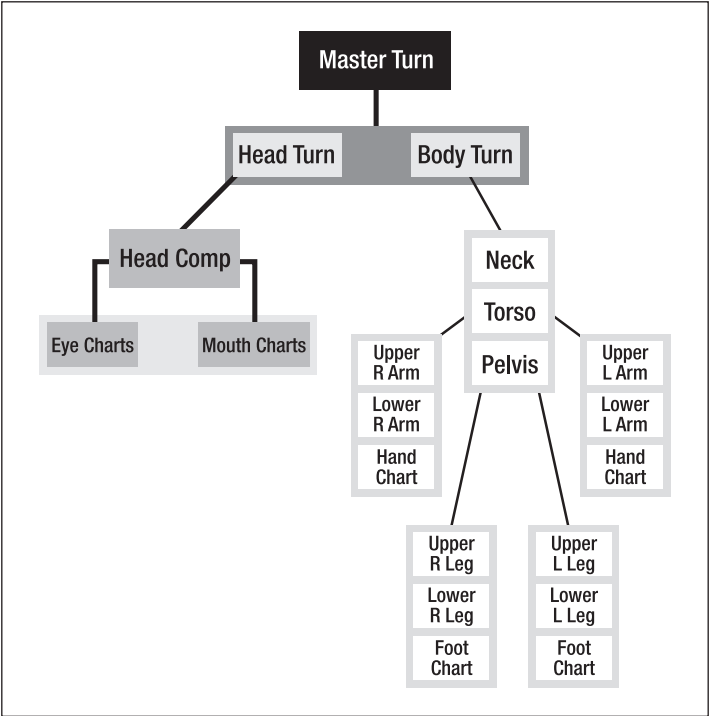 Master Turn
Head Turn
Body Turn
Head Comp
Eye Charts
Mouth Charts
Neck
Torso
Pelvis
Upper
R Arm
Lower
R Arm
Hand
Chart
Upper
L Arm
Lower
L Arm
Hand
Chart
Upper
R Leg
Lower
R Leg
Foot
Chart
Upper
L Leg
Lower
L Leg
Foot
Chart